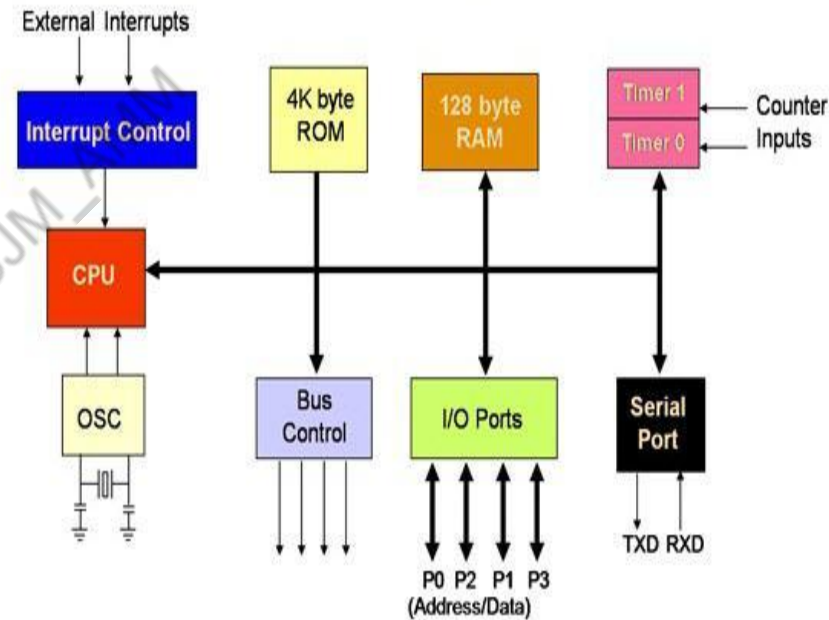 External Interrupts
Interrupt Control
4K byte
ROM
128 byte
RAM
Timer 1
Timer 0
Counter
Inputs
CPU
OSC
Bus
Control
I/O Ports
Serial
Port
TXD RXD
P0 P2 P1 P3
(Address/Data)